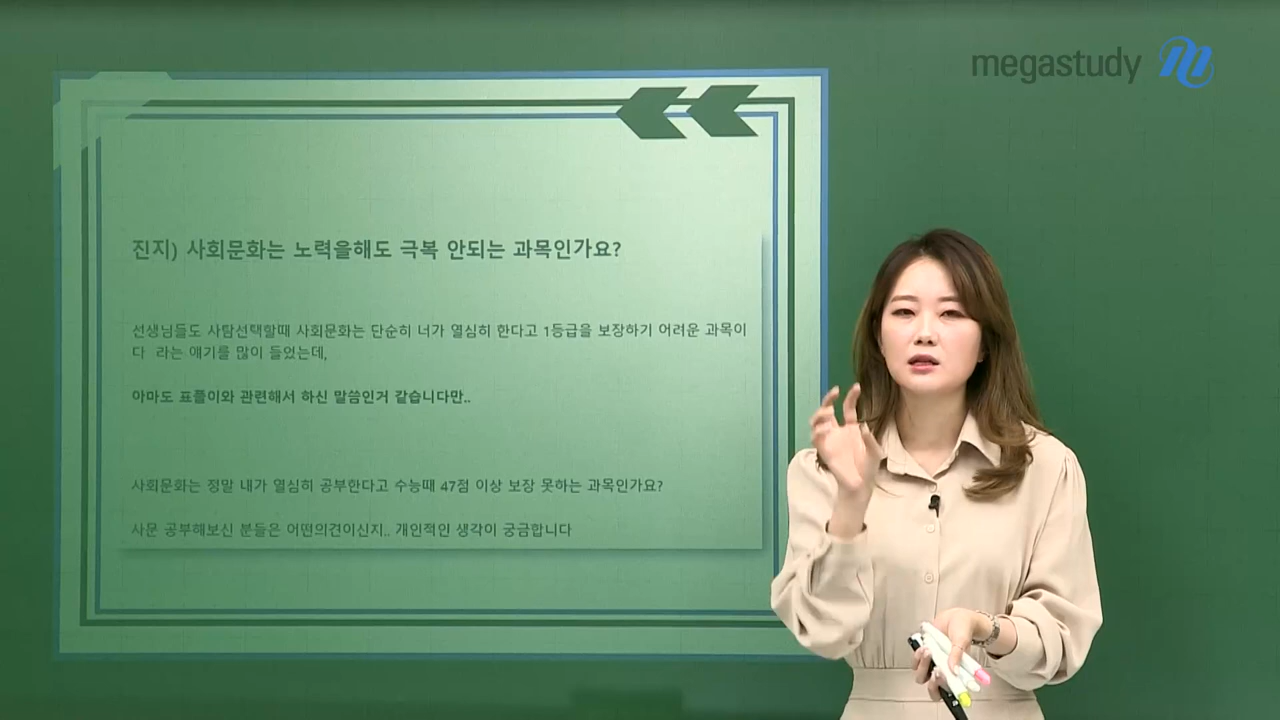 megastudy
진지) 사회문화는 노력을해도 극복 안되는 과목인가요?
선생님들도 사탐선택할때 사회문화는 단순히 너가 열심히 한다고 1등급을 보장하기 어려운 과목이
다 라는 얘기를 많이 들었는데,
아마도 표풀이와 관련해서 하신 말씀인거 같습니다만..
사회문화는 정말 내가 열심히 공부한다고 수능때 47점 이상 보장 못하는 과목인가요?
사문 공부해보신 분들은 어떤의견이신지.. 개인적인 생각이 궁금합니다